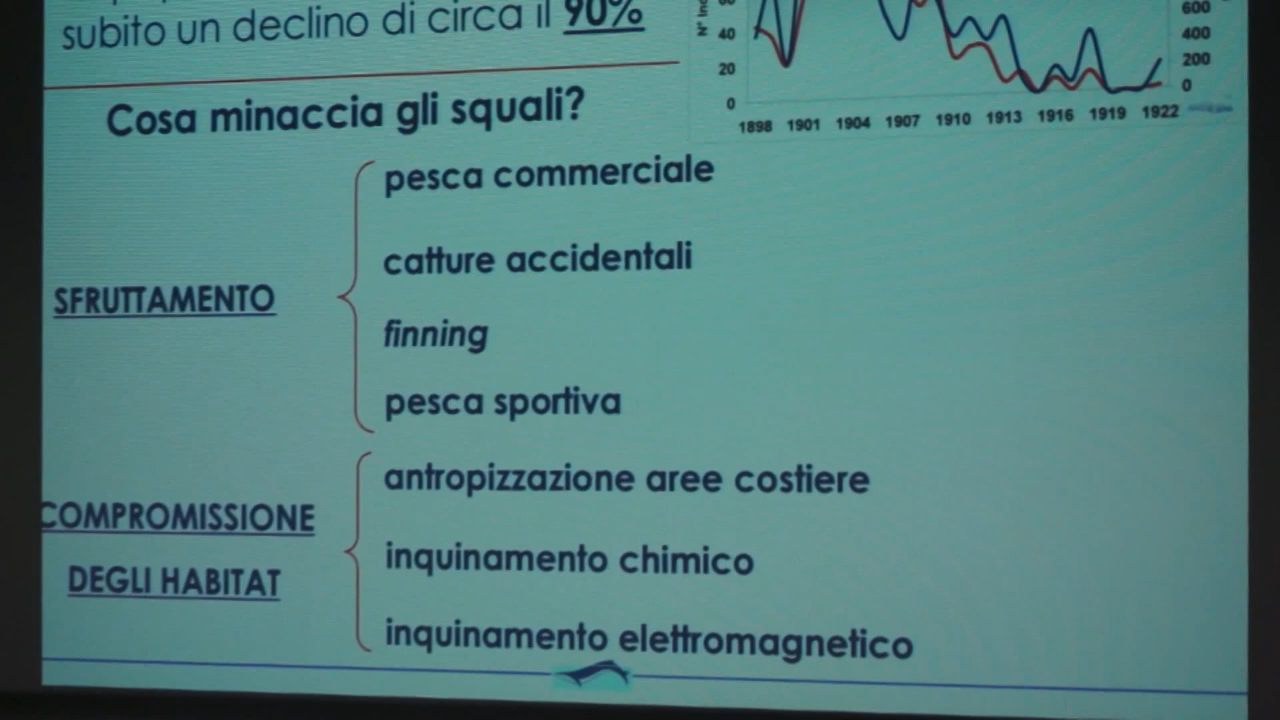 subito un declino di circa il 90%
Cosa minaccia gli squali?
SFRUTTAMENTO
pesca commerciale
catture accidentali
finning
pesca sportiva
COMPROMISSIONE
DEGLI HABITAT
antropizzazione aree costiere
inquinamento chimico
inquinamento elettromagnetico
N°
40
20
0
600
400
200
0
1898 1901 1904 1907 1910 1913 1916 1919 1922